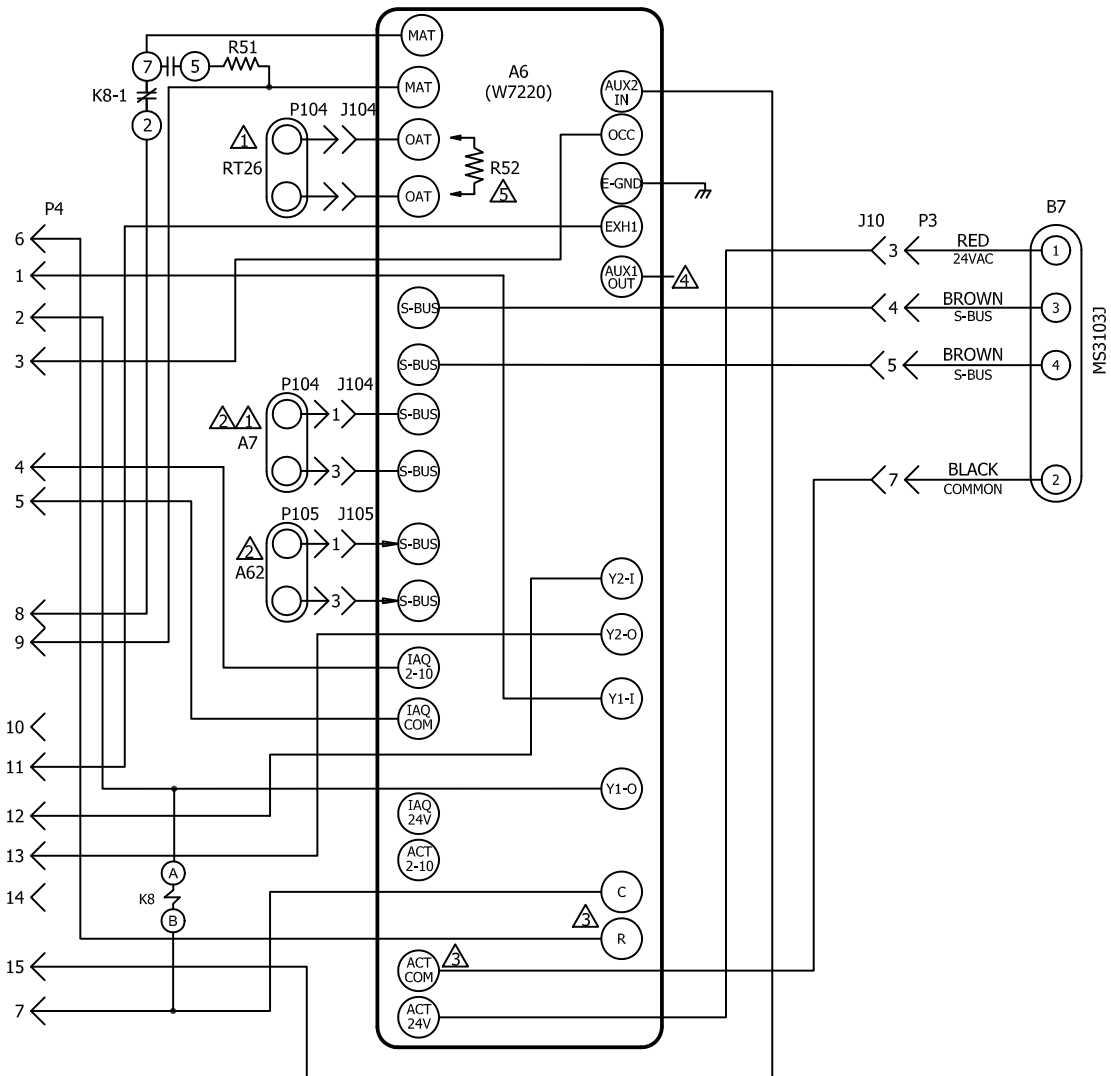 MAT
R51
7
5
A6
(W7220)
MAT
AUX2
IN
K8-1
P104 J104
2
1
OAT
OCC
RT26
R52
OAT
5
E-GND
P4
EXH1
J10 P3
B7
6
3
RED
24VAC
1
1
AUX1
OUT
4
S-BUS
4
BROWN
S-BUS
3
2
MS3103J
3
S-BUS
5
BROWN
S-BUS
4
P104 J104
2 1
1
S-BUS
A7
4
3
S-BUS
7
BLACK
COMMON
2
5
P105 J105
2
1
S-BUS
A62
Y2-I
3
S-BUS
8
9
Y2-O
IAQ
2-10
Y1-I
IAQ
COM
10
11
Y1-O
12
IAQ
24V
13
ACT
2-10
A
14
K8
C
B
3
R
15
ACT
COM
3
7
ACT
24V